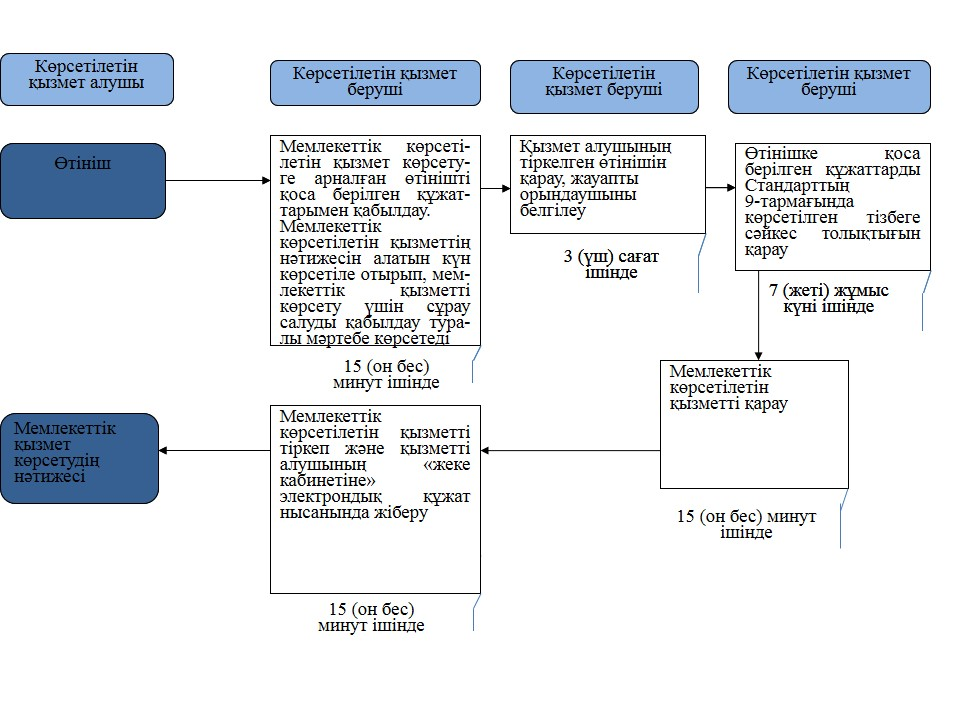 Көрсетілетін
қызмет алушы
Көрсетілетін қызмет
беруші
Көрсетілетін
қызмет беруші
Көрсетілетін қызмет
беруші
Өтініш
Мемлекеттік көрсеті-
летін қызмет көрсету-
ге арналған өтінішті
қоса берілген құжат-
тарымен қабылдау.
Мемлекеттік
көрсетілетін қызметтің
нәтижесін алатын күн
көрсетіле отырып, мем-
лекеттік қызметті
көрсету үшін сұрау
салуды қабылдау тура-
лы мәртебе көрсетеді
15 (он бес)
минут ішінде
Қызмет алушының
тіркелген өтінішін
қарау, жауапты
орындаушыны
белгілеу
3 (үш) сағат
ішінде
Өтінішке қоса
берілген құжаттарды
Стандарттың
9-тармағында
көрсетілген тізбеге
сәйкес толықтығын
қарау
7 (жеті) жұмыс
күні ішінде
Мемлекеттік
көрсетілетін
қызметті қарау
15 (он бес) минут
ішінде
Мемлекеттік
көрсетілетін қызметті
тіркеп және қызметті
алушының «жеке
кабинетіне»
электрондық құжат
нысанында жіберу
15 (он бес)
минут ішінде
Мемлекеттік
қызмет
көрсетудің
нәтижесі